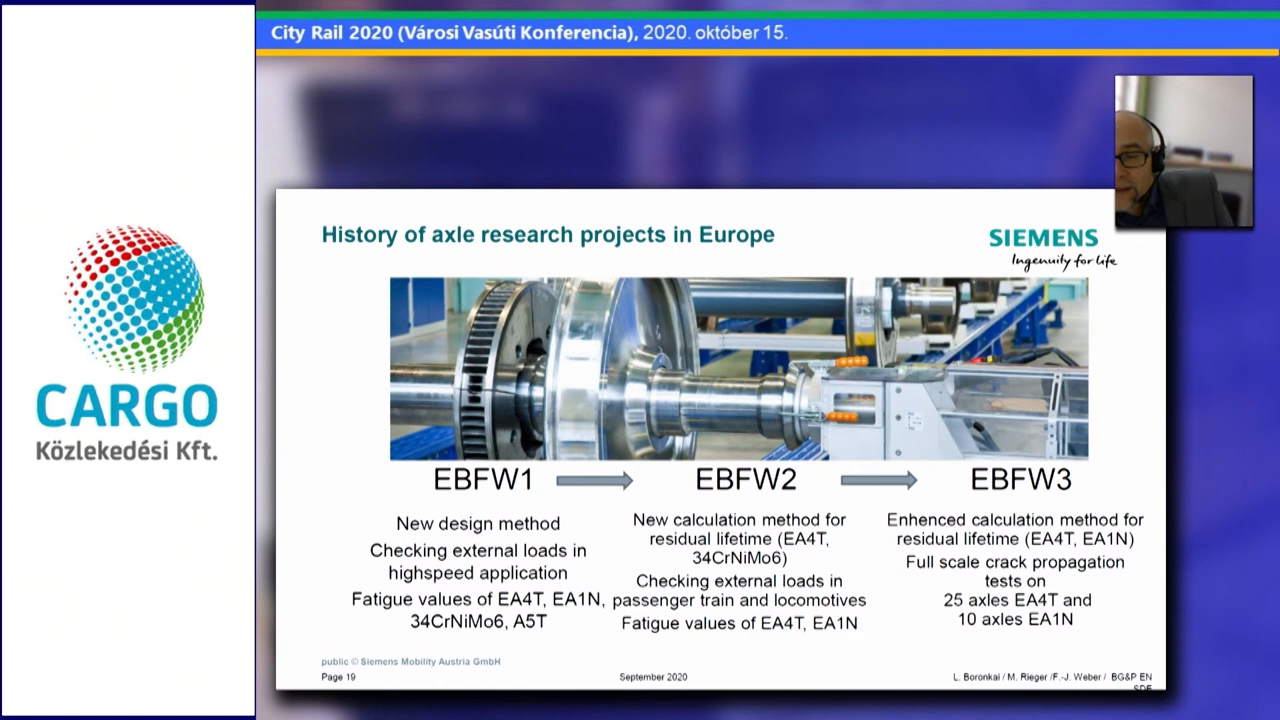 City Rail 2020 (Városi Vasúti Konferencia), 2020. október 15.
CARGO
Közlekedési Kft.
History of axle research projects in Europe
SIEMENS
Ingenuity for life
EBFW1
EBFW2
EBFW3
New design method
Checking external loads in
highspeed application
Fatigue values of EA4T, EA1N,
34CrNiMo6, A5T
New calculation method for
residual lifetime (EA4T,
34CrNiMo6)
Checking external loads in
passenger train and locomotives
Fatigue values of EA4T, EA1N
Enhenced calculation method for
residual lifetime (EA4T, EA1N)
Full scale crack propagation
tests on
25 axles EA4T and
10 axles EA1N
public © Siemens Mobility Austria GmbH
Page 19
September 2020
L. Boronkai / M. Rieger /F.-J. Weber / BG&P EN
SDE